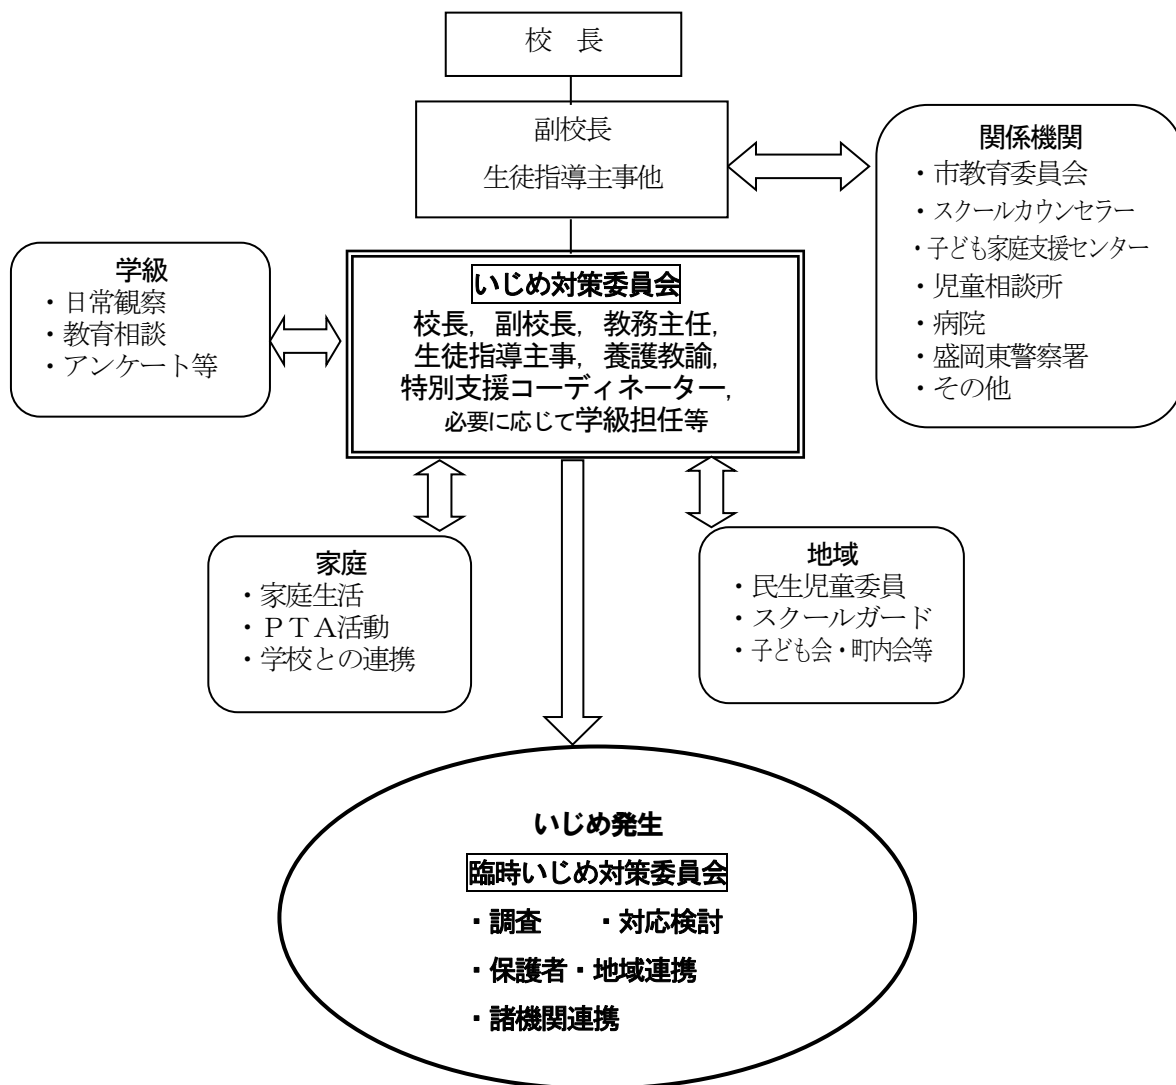 校　長
副校長
生徒指導主事他
関係機関
・市教育委員会
・スクールカウンセラー
・子ども家庭支援センター
・児童相談所
・病院
・盛岡東警察署
・その他
学級
・日常観察
・教育相談
・アンケート等
いじめ対策委員会
校長，副校長，教務主任，
生徒指導主事，養護教諭，
特別支援コーディネーター，
必要に応じて学級担任等
家庭
・家庭生活
・ＰＴＡ活動
・学校との連携
地域
・民生児童委員
・スクールガード
・子ども会・町内会等
いじめ発生
臨時いじめ対策委員会
・調査　　・対応検討
・保護者・地域連携
・諸機関連携